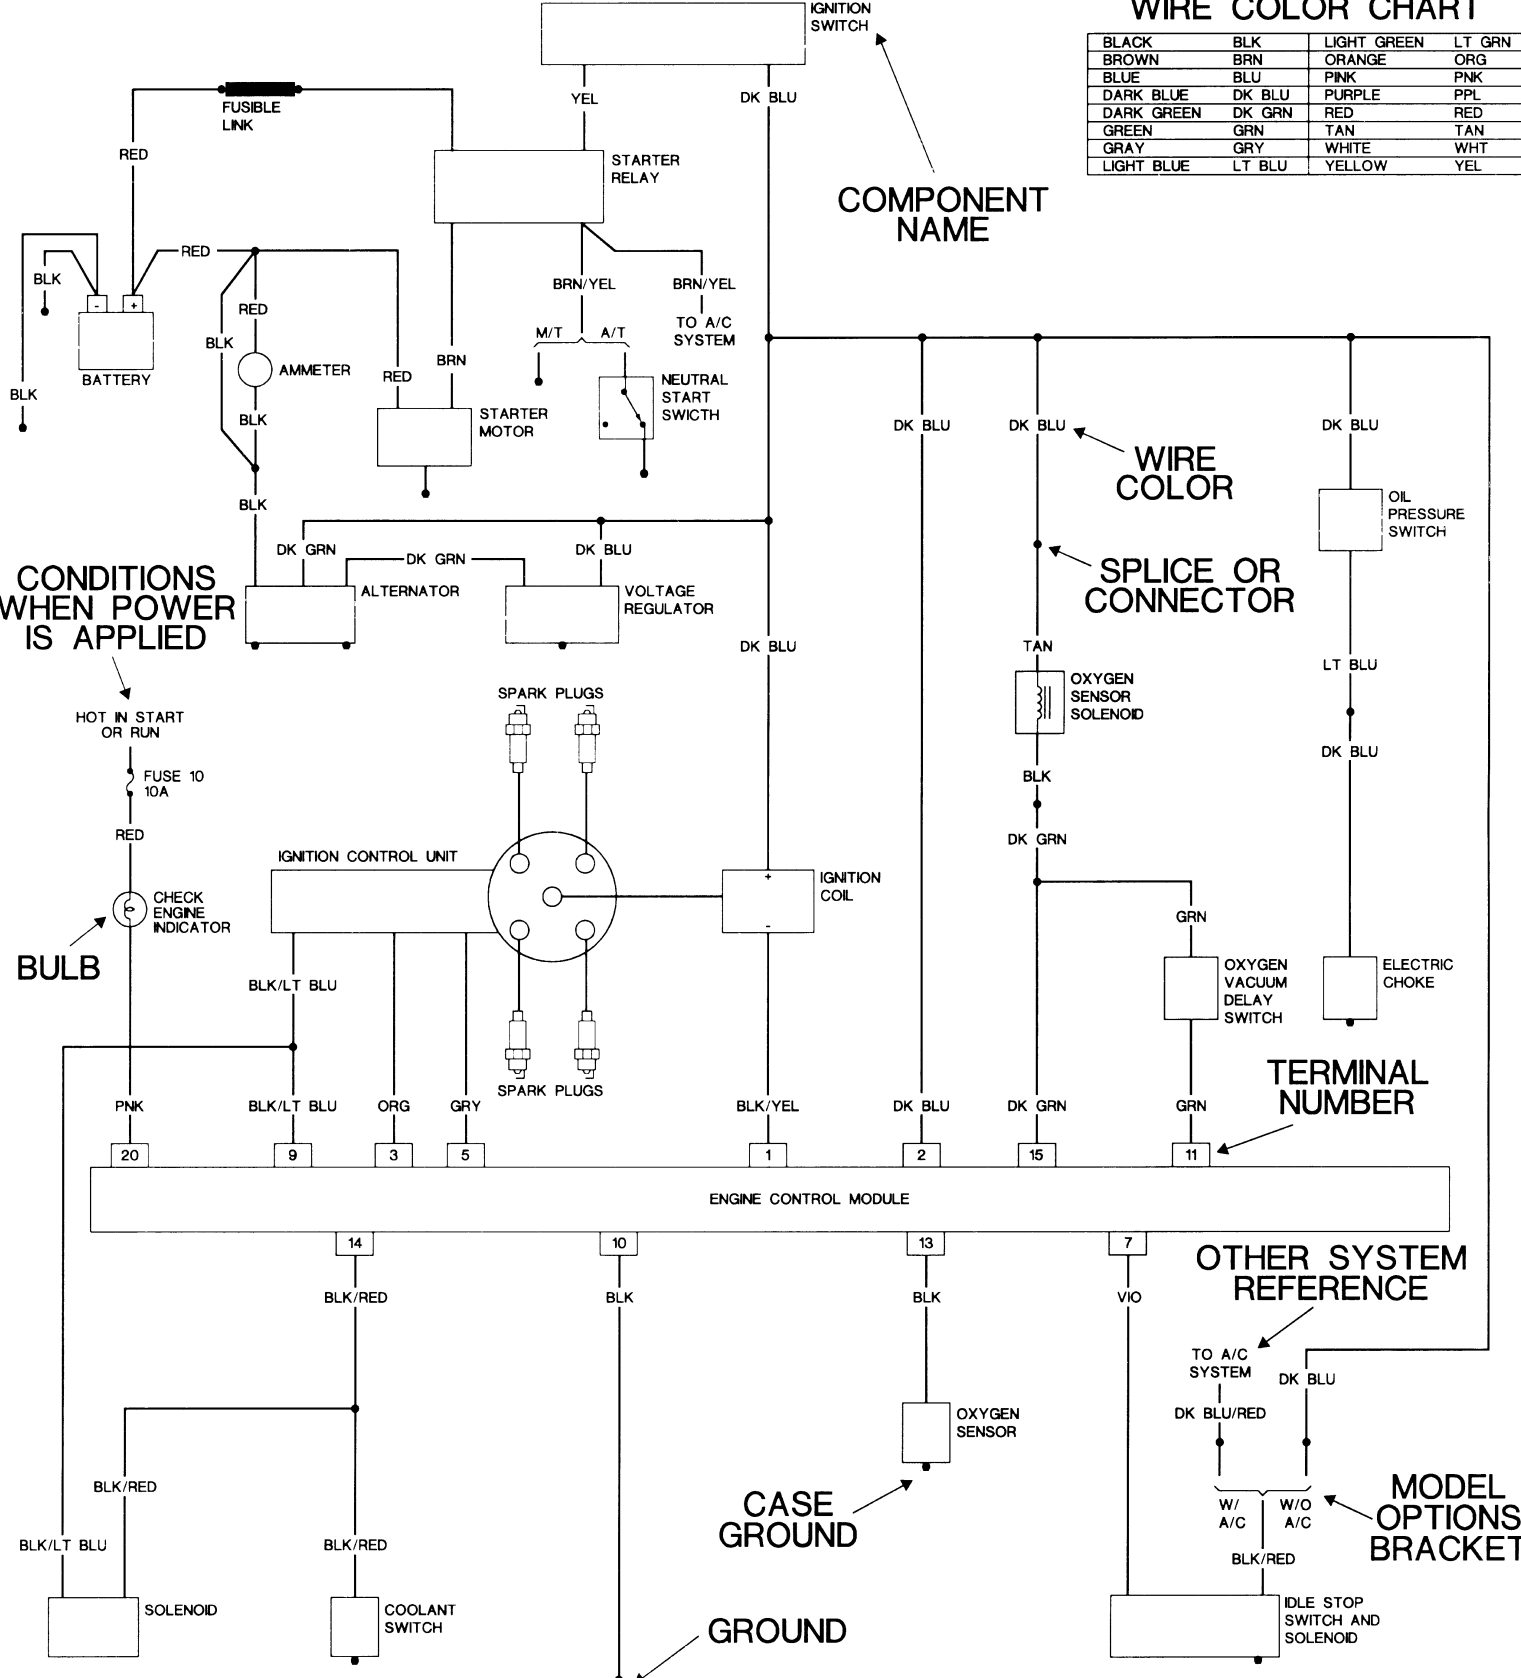 IGNITION
SWITCH
WIRE COLOR CHART
BLACK BLK LIGHT GREEN LT GRN
BROWN BRN ORANGE ORG
BLUE BLU PINK PNK
DARK BLUE DK BLU PURPLE PPL
DARK GREEN DK GRN RED RED
GREEN GRN TAN TAN
GRAY GRY WHITE WHT
LIGHT BLUE LT BLU YELLOW YEL
FUSIBLE
LINK
YEL
DK BLU
RED
STARTER
RELAY
COMPONENT
NAME
RED
BLK
BLK
- +
BATTERY
RED
BLK
AMMETER
BLK
BLK
RED
BRN
STARTER
MOTOR
BRN/YEL
BRN/YEL
M/T A/T
TO A/C
SYSTEM
NEUTRAL
START
SWICTH
DK BLU
DK BLU
DK BLU
WIRE
COLOR
OIL
PRESSURE
SWITCH
DK GRN
DK GRN
DK BLU
ALTERNATOR
VOLTAGE
REGULATOR
CONDITIONS
WHEN POWER
IS APPLIED
SPLICE OR
CONNECTOR
DK BLU
TAN
LT BLU
OXYGEN
SENSOR
SOLENOID
DK BLU
HOT IN START
OR RUN
FUSE 10
10A
RED
SPARK PLUGS
BLK
DK GRN
IGNITION CONTROL UNIT
+
-
IGNITION
COIL
CHECK
ENGINE
INDICATOR
BULB
GRN
OXYGEN
VACUUM
DELAY
SWITCH
ELECTRIC
CHOKE
BLK/LT BLU
SPARK PLUGS
TERMINAL
NUMBER
PNK
BLK/LT BLU
ORG
GRY
BLK/YEL
DK BLU
DK GRN
GRN
20 9 3 5 1 2 15 11
ENGINE CONTROL MODULE
14 10 13 7
BLK/RED
BLK
BLK
VIO
OTHER SYSTEM
REFERENCE
TO A/C
SYSTEM
DK BLU
DK BLU/RED
OXYGEN
SENSOR
CASE
GROUND
BLK/RED
W/
A/C
W/O
A/C
MODEL
OPTIONS
BRACKET
BLK/LT BLU
BLK/RED
BLK/RED
SOLENOID
COOLANT
SWITCH
GROUND
IDLE STOP
SWITCH AND
SOLENOID